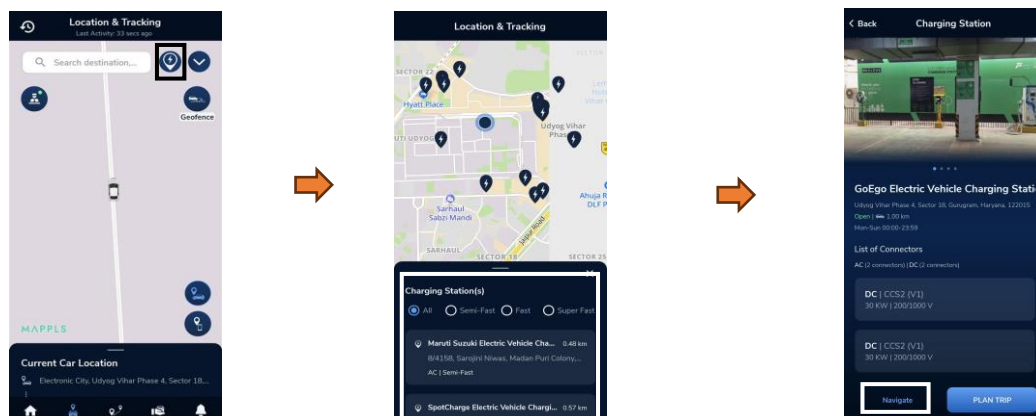 Location & Tracking
Last Activity: 33 secs ago
Search destination,...
Geofence
MAPPLS
Current Car Location
Electronic City, Udyog Vihar Phase 4, Sector 18,...
Location & Tracking
SECTOR 22
Hyatt Place
Udyog Vihar
Phase
Ahuja R
DLF P
Sarhaul
Sabzi Mandi
Jaipur Road
SARHAUL
SECTOR 18
SECTOR 25
Charging Station(s)
All Semi-Fast Fast Super Fast
Maruti Suzuki Electric Vehicle Cha... 0.48 km
8/4158, Sarojini Niwas, Madan Puri Colony,...
AC | Semi-Fast
SpotCharge Electric Vehicle Chargi... 0.57 km
< Back Charging Station
GoEgo Electric Vehicle Charging Stati
Udyog Vihar Phase 4, Sector 18, Gurugram, Haryana, 122015
Open | 1.00 km
Mon-Sun 00:00-23:59
List of Connectors
AC (2 connectors) | DC (2 connectors)
DC | CCS2 (V1)
30 KW | 200/1000 V
DC | CCS2 (V1)
30 KW | 200/1000 V
Navigate PLAN TRIP